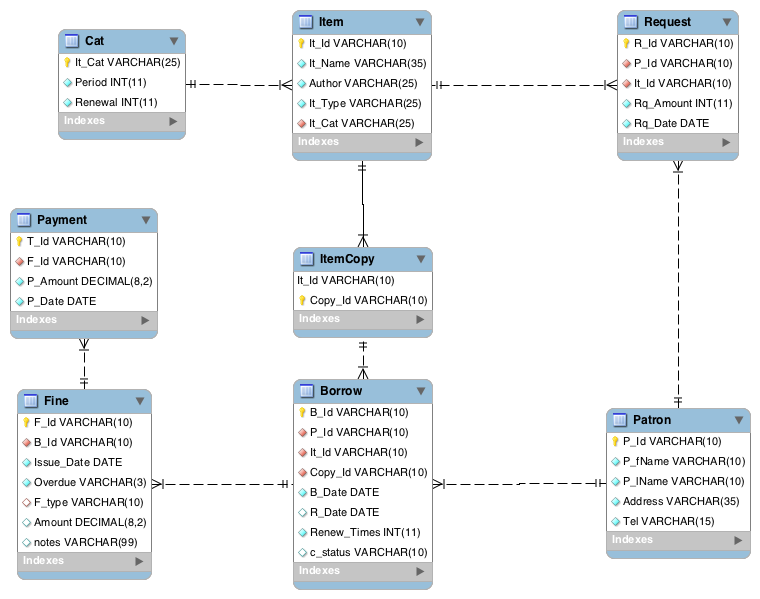 Cat
It_Cat VARCHAR(25)
Period INT(11)
Renewal INT(11)
Indexes
Item
It_Id VARCHAR(10)
It_Name VARCHAR(35)
Author VARCHAR(25)
It_Type VARCHAR(25)
It_Cat VARCHAR(25)
Indexes
Request
R_Id VARCHAR(10)
P_Id VARCHAR(10)
It_Id VARCHAR(10)
Rq_Amount INT(11)
Rq_Date DATE
Indexes
Payment
T_Id VARCHAR(10)
F_Id VARCHAR(10)
P_Amount DECIMAL(8,2)
P_Date DATE
Indexes
ItemCopy
It_Id VARCHAR(10)
Copy_Id VARCHAR(10)
Indexes
Fine
F_Id VARCHAR(10)
B_Id VARCHAR(10)
Issue_Date DATE
Overdue VARCHAR(3)
F_type VARCHAR(10)
Amount DECIMAL(8,2)
notes VARCHAR(99)
Indexes
Borrow
B_Id VARCHAR(10)
P_Id VARCHAR(10)
It_Id VARCHAR(10)
Copy_Id VARCHAR(10)
B_Date DATE
R_Date DATE
Renew_Times INT(11)
c_status VARCHAR(10)
Indexes
Patron
P_Id VARCHAR(10)
P_fName VARCHAR(10)
P_lName VARCHAR(10)
Address VARCHAR(35)
Tel VARCHAR(15)
Indexes